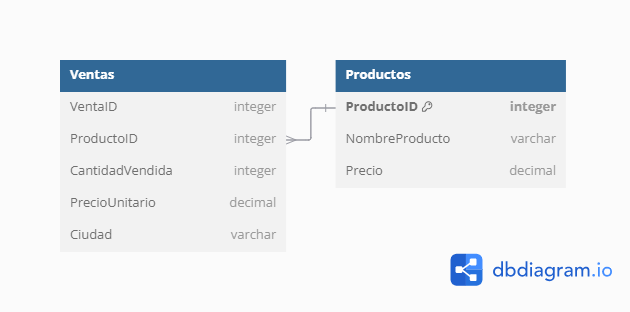 Ventas
VentaID integer
ProductoID integer
CantidadVendida integer
PrecioUnitario decimal
Ciudad varchar
Productos
ProductoID integer
NombreProducto varchar
Precio decimal
dbdiagram.io